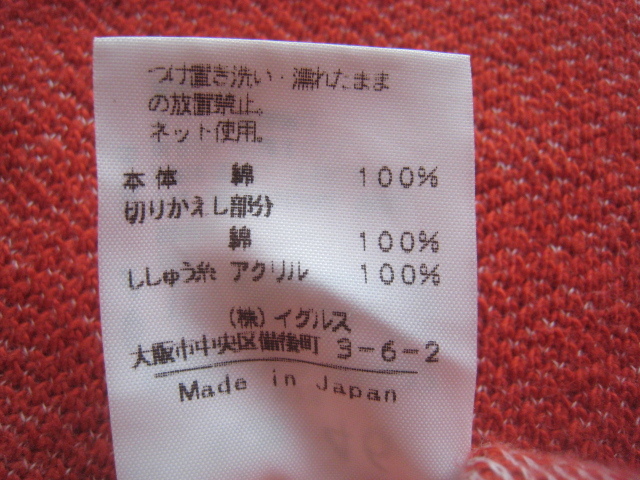 つけ置き洗い・濡れたまま
の放置禁止。
ネット使用。
本体 綿 100%
切りかえし部分
綿 100%
ししゅう糸 アクリル 100%
(株)イグルス
大阪市中央区備後町 3-6-2
Made in Japan